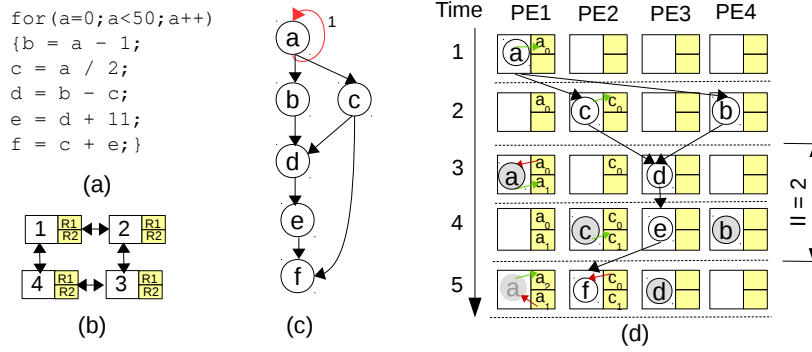 for(a=0;a<50;a++)
{b = a - 1;
c = a / 2;
d = b - c;
e = d + 11;
f = c + e;}
(a)
1 R1 R2 2 R1 R2
4 R1 R2 3 R1 R2
(b)
1
a
b c
d
e
f
(c)
Time PE1 PE2 PE3 PE4
1 a a0
2 c c0 b
3 a a0 a1 c0 d
4 a0 a1 c c0 c1 e b
5 a a2 a1 f c0 c1 d
II = 2
(d)